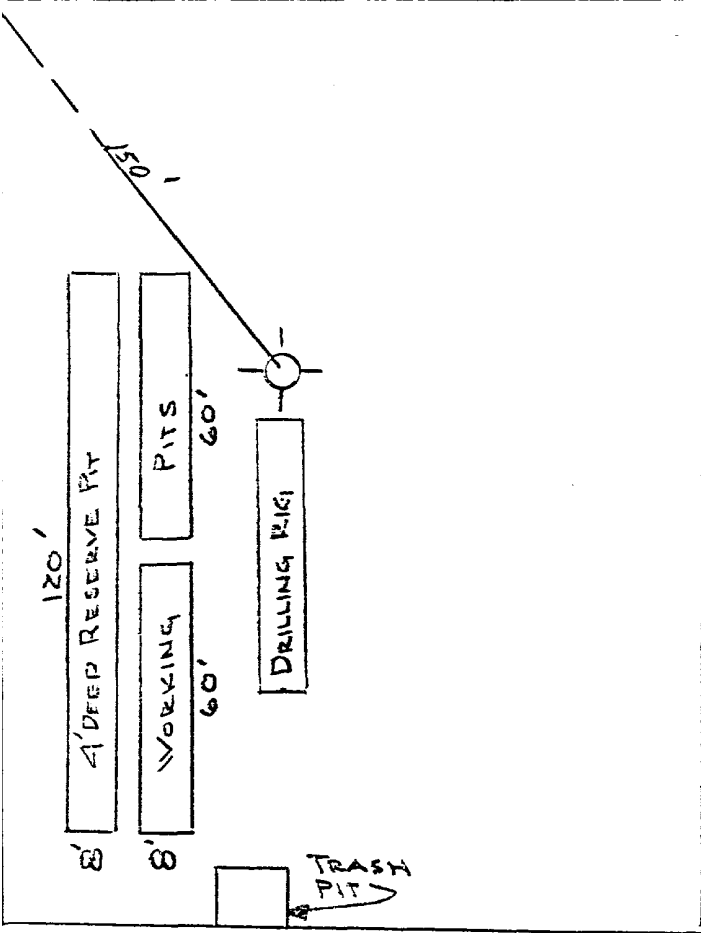 150'
120'
4' DEEP RESERVE PIT
8'
WORKING PITS
60'
60'
8'
DRILLING RIG
TRASH
PIT